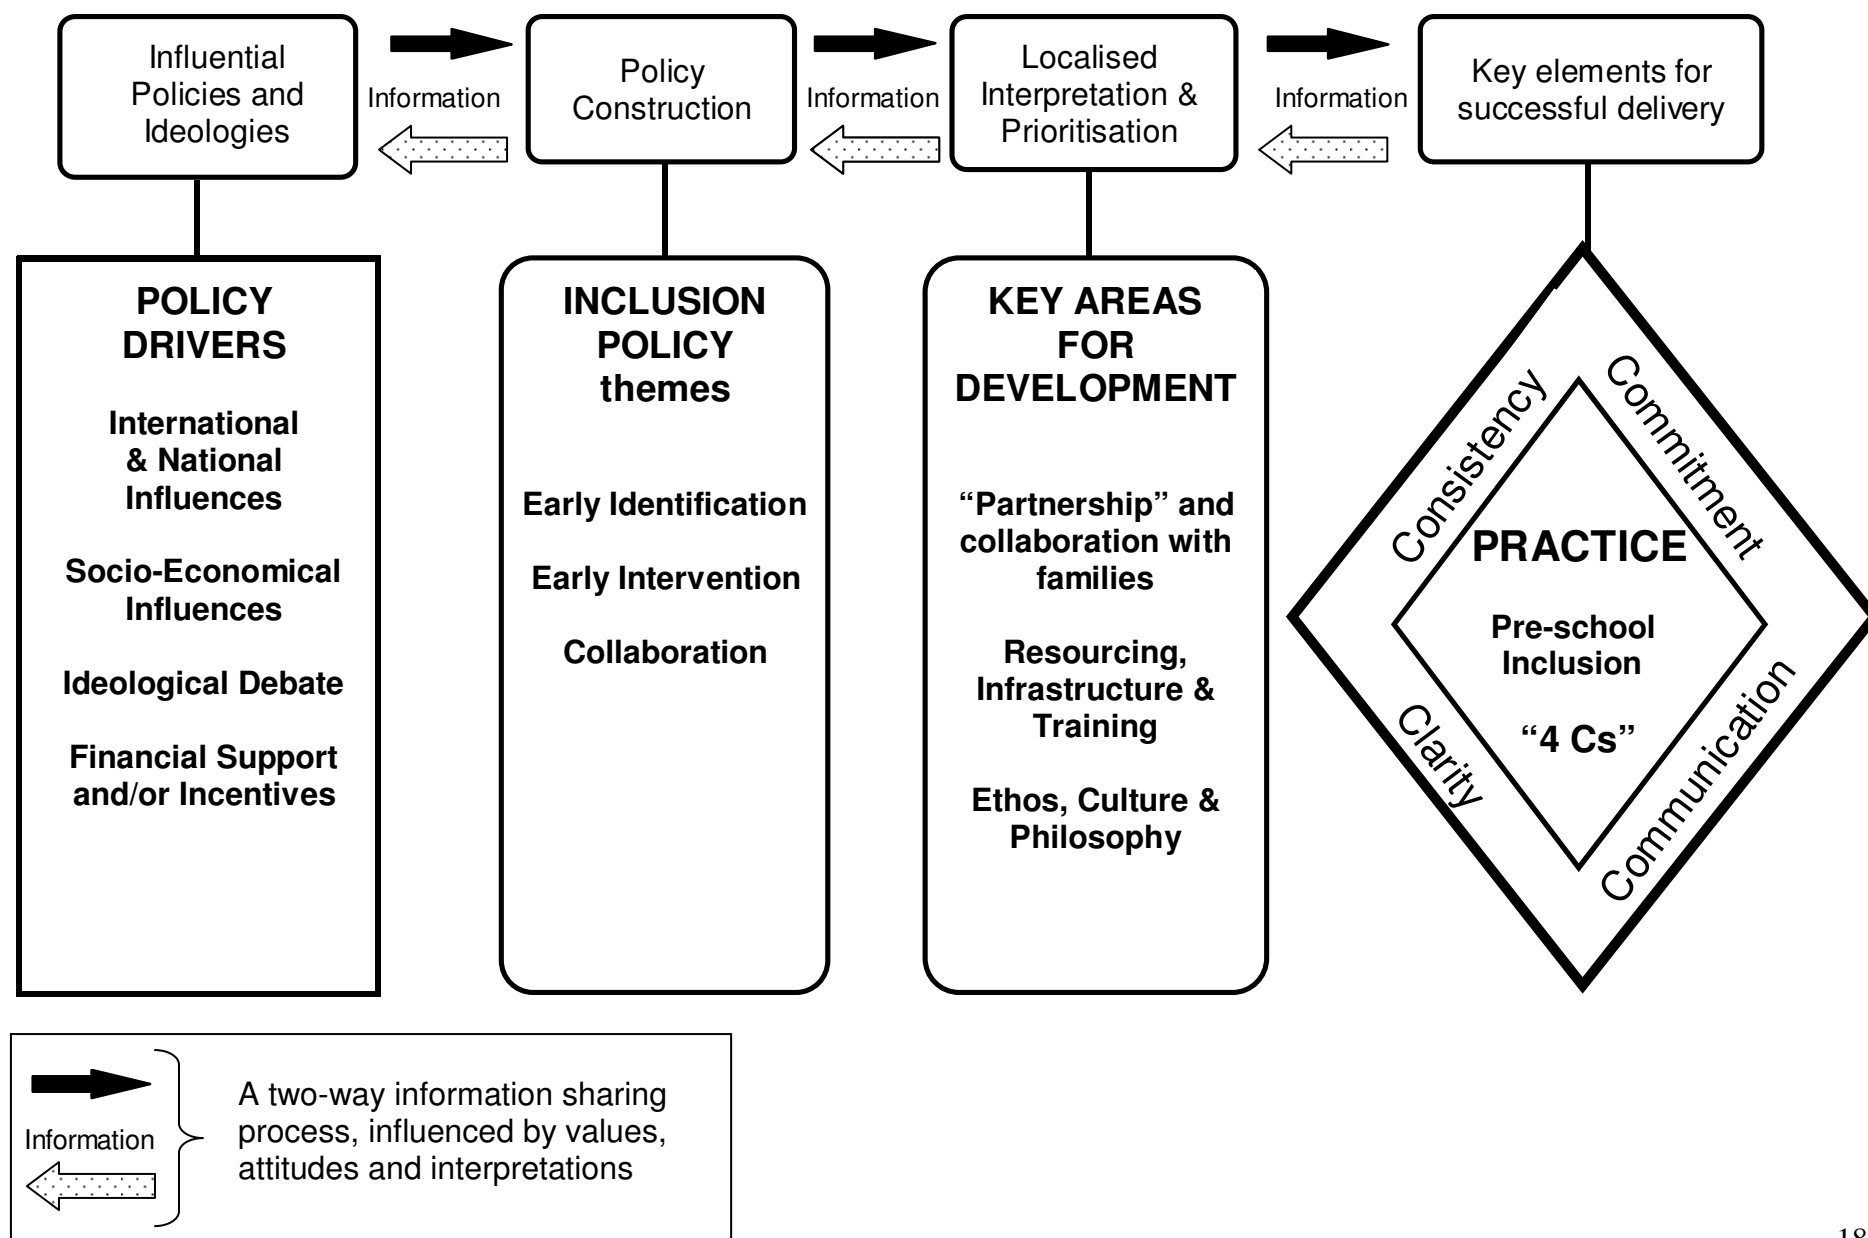 Influential
Policies and
Ideologies
Information
Policy
Construction
Information
Localised
Interpretation &
Prioritisation
Information
Key elements for
successful delivery
POLICY
DRIVERS
International
& National
Influences
Socio-Economical
Influences
Ideological Debate
Financial Support
and/or Incentives
INCLUSION
POLICY
themes
Early Identification
Early Intervention
Collaboration
KEY AREAS
FOR
DEVELOPMENT
“Partnership” and
collaboration with
families
Resourcing,
Infrastructure &
Training
Ethos, Culture &
Philosophy
Consistency
Commitment
PRACTICE
Pre-school
Inclusion
“4 Cs”
Clarity
Communication
Information
A two-way information sharing
process, influenced by values,
attitudes and interpretations